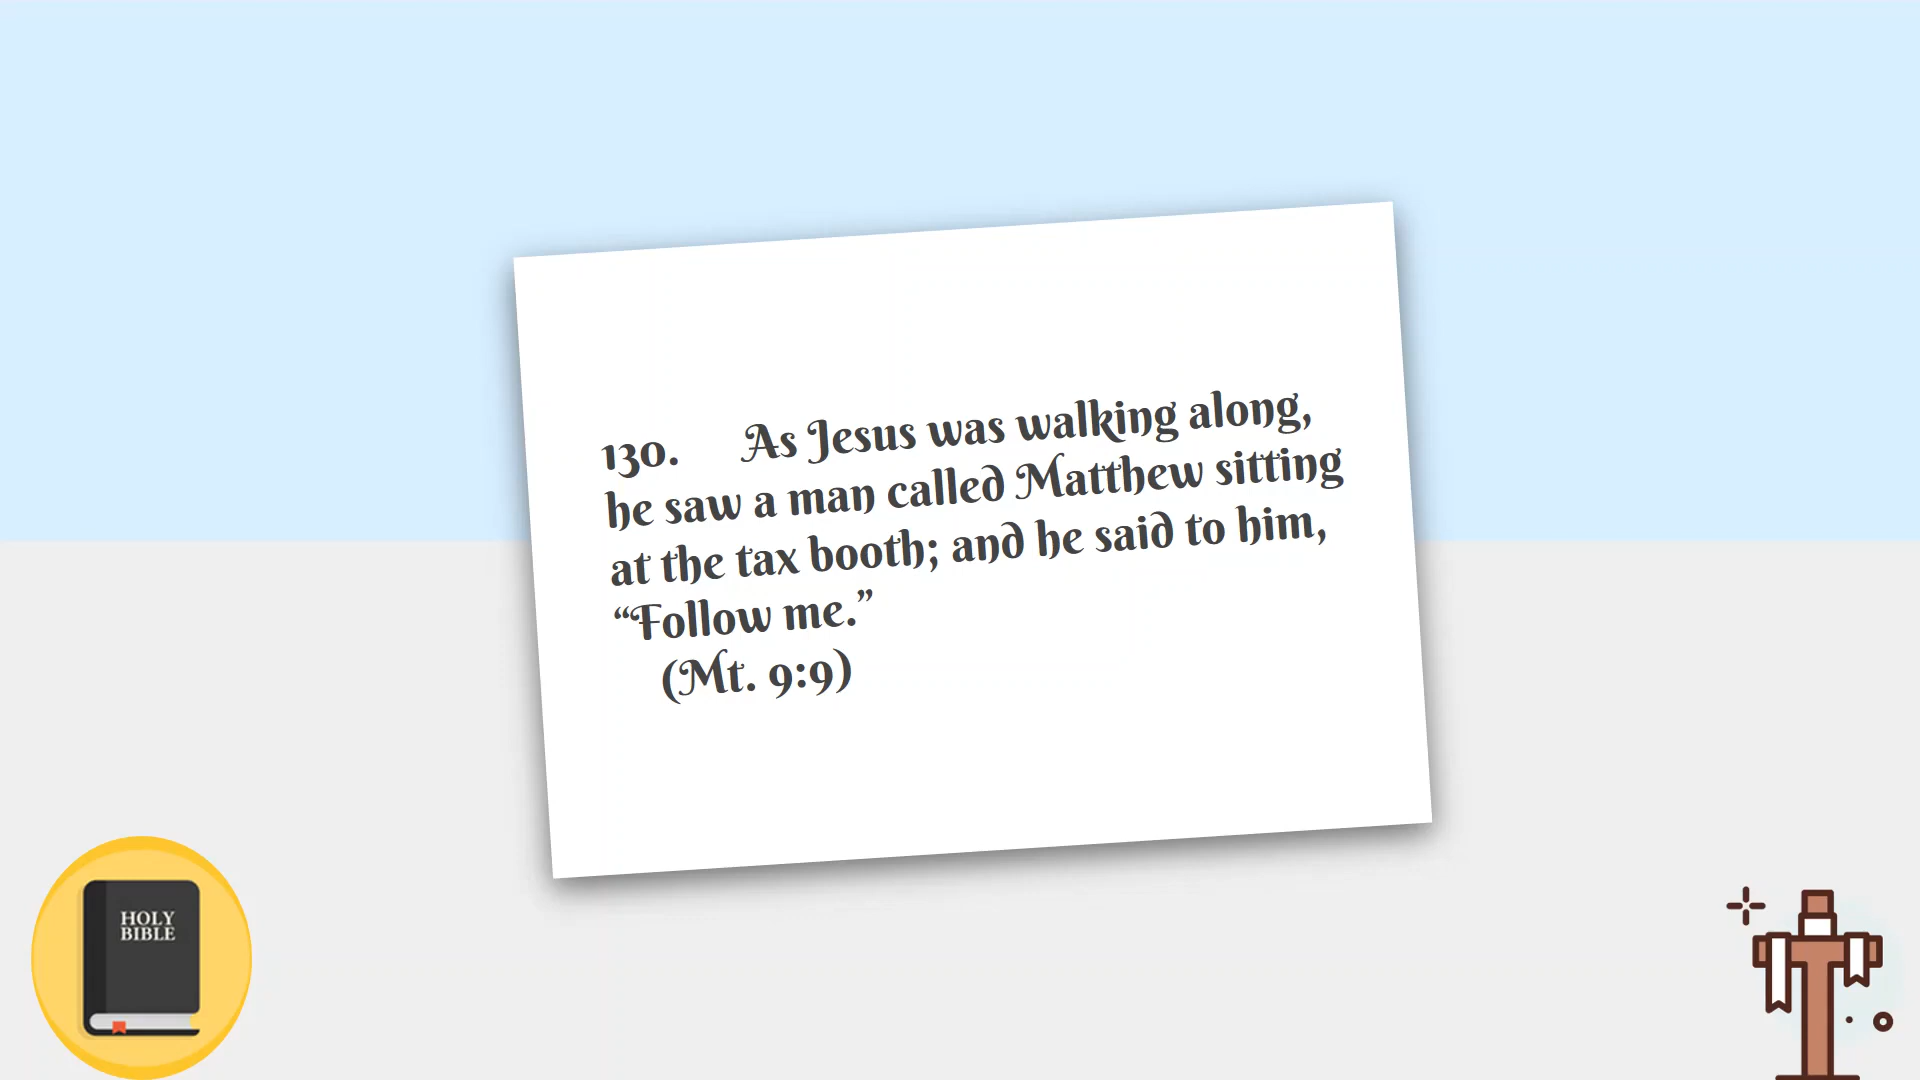 130. As Jesus was walking along,
he saw a man called Matthew sitting
at the tax booth; and he said to him,
“Follow me.”
(Mt. 9:9)
HOLY
BIBLE